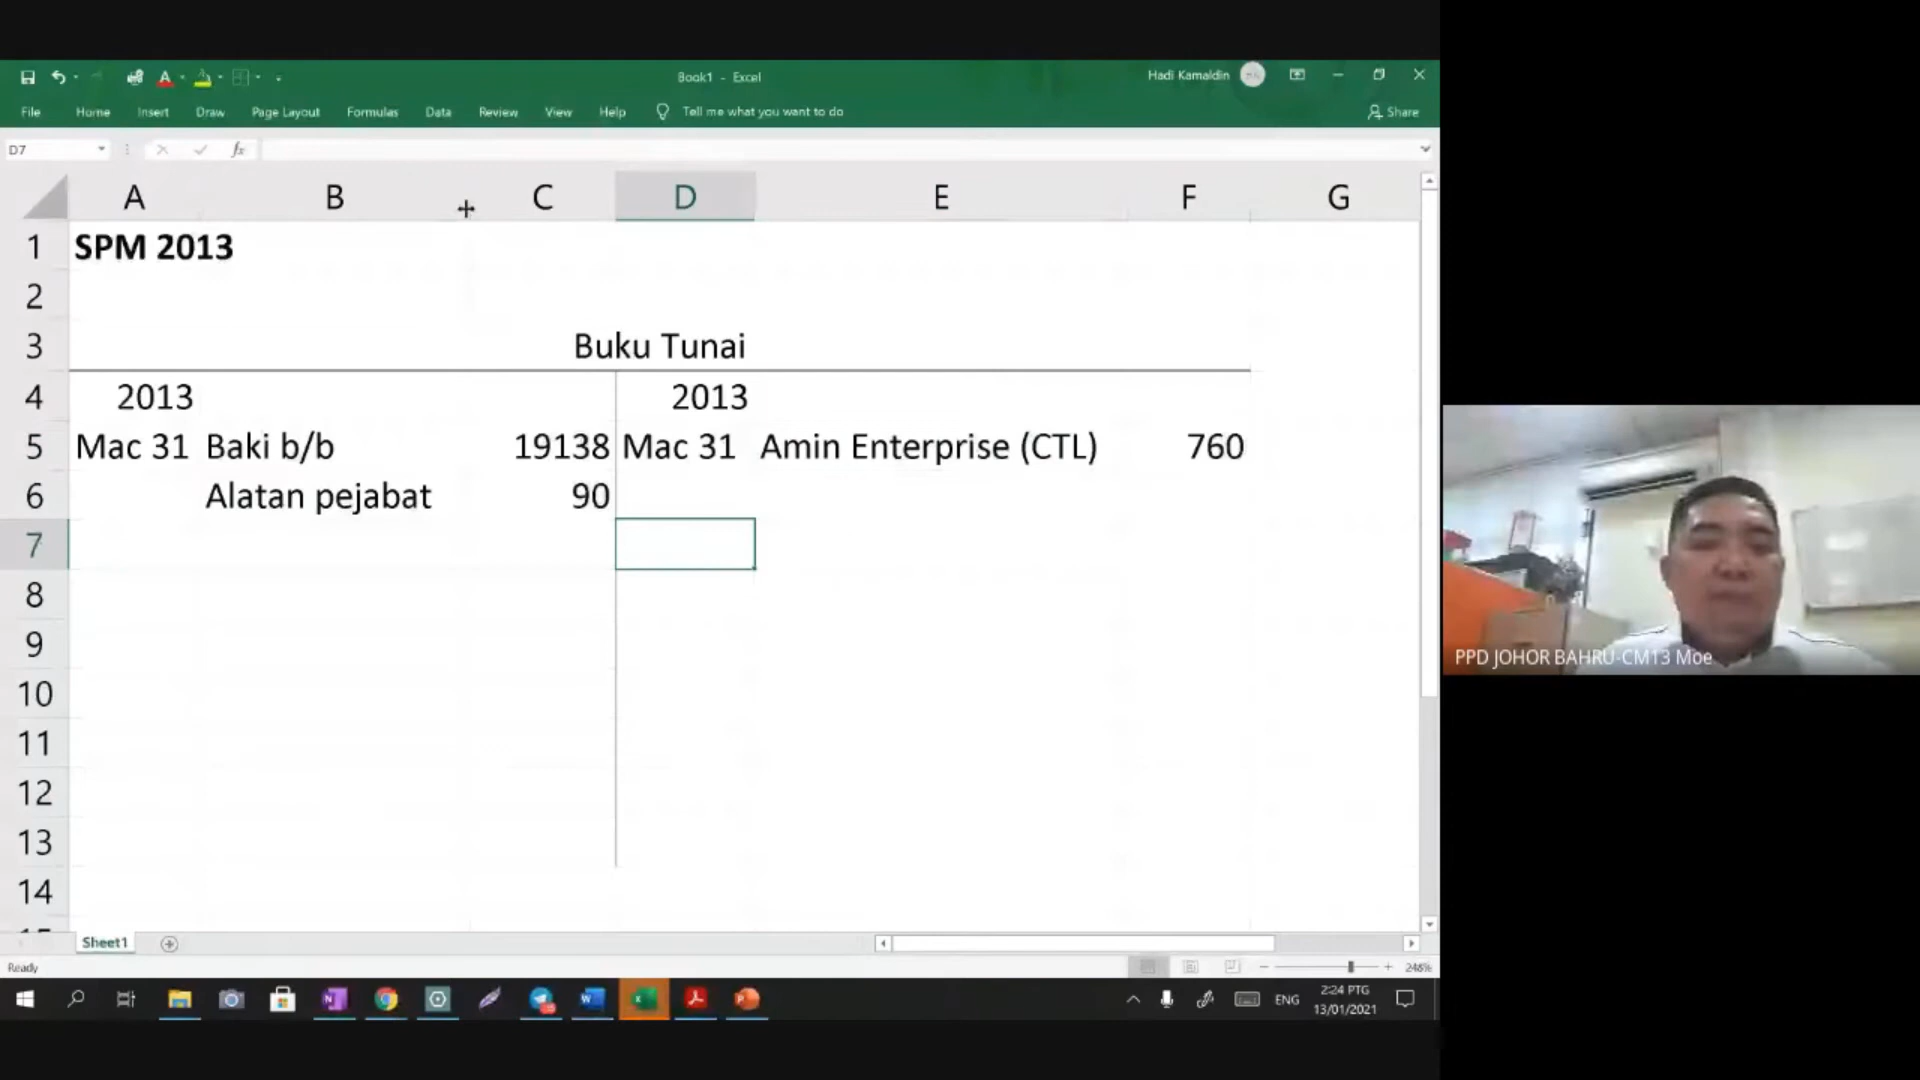 Book1 - Excel
Hadi Kamaldin
File Home Insert Draw Page Layout Formulas Data Review View Help Tell me what you want to do Share
D7 fx
A B C D E F G
1 SPM 2013
2
3 Buku Tunai
4 2013 2013
5 Mac 31 Baki b/b 19138 Mac 31 Amin Enterprise (CTL) 760
6 Alatan pejabat 90
7
8
9
10
11
12
13
14
Sheet1
Ready
248%
ENG
2:24 PTG
13/01/2021
PPD JOHOR BAHRU-CM13 Moe